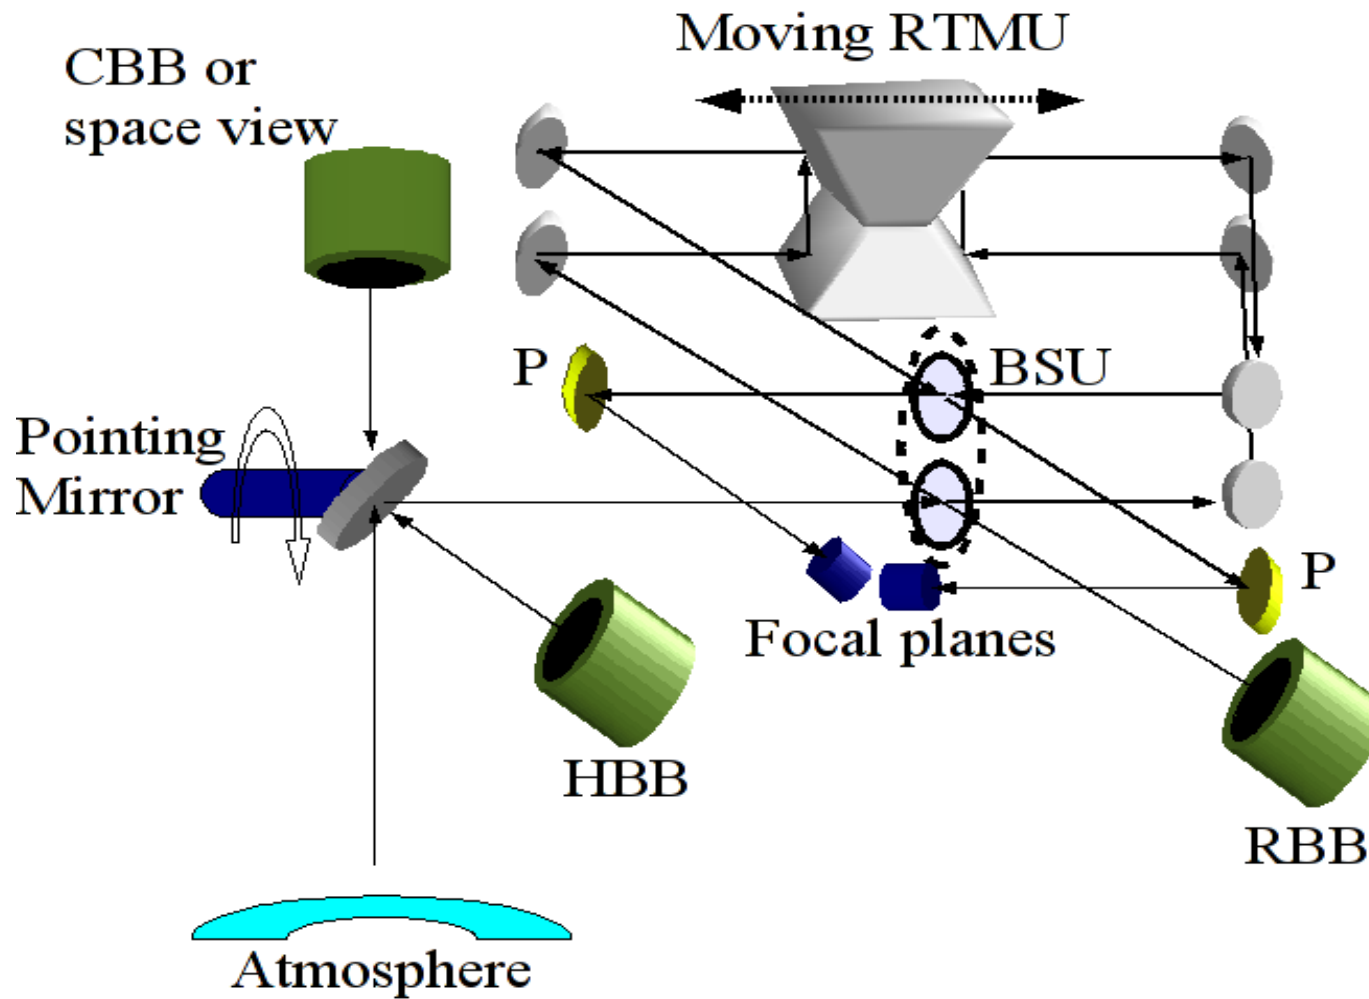 Moving RTMU
CBB or
space view
P
BSU
Pointing
Mirror
P
Focal planes
HBB
RBB
Atmosphere